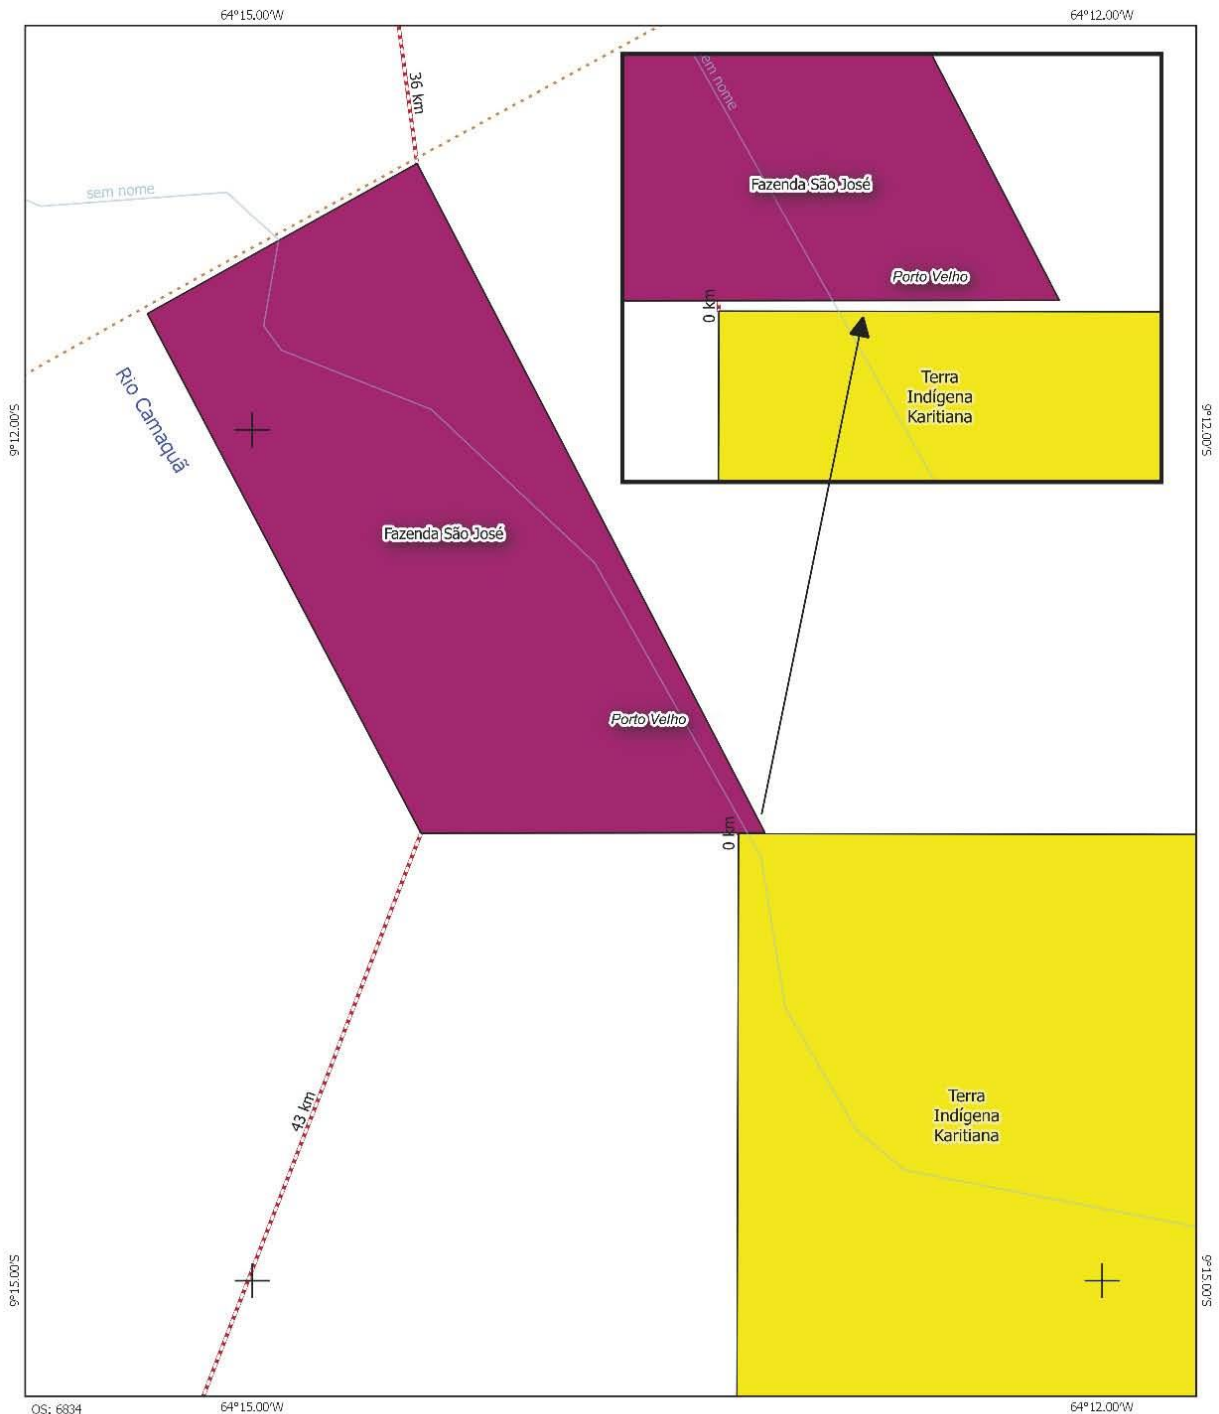 64°15.00'W
64°12.00'W
36 km
em nome
sem nome
Fazenda São José
Porto Velho
0 km
Terra
Indígena
Karitiana
Rio Camaquã
9°12.00'S
9°12.00'S
Fazenda São José
Porto Velho
0 km
43 km
Terra
Indígena
Karitiana
9°15.00'S
9°15.00'S
OS: 6834
64°15.00'W
64°12.00'W